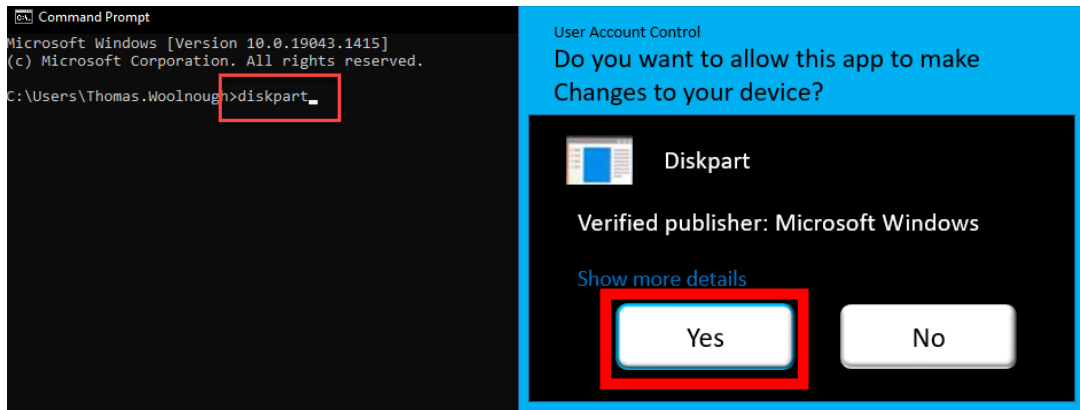 Command Prompt
Microsoft Windows [Version 10.0.19043.1415]
(c) Microsoft Corporation. All rights reserved.
C:\Users\Thomas.Woolnough>diskpart
User Account Control
Do you want to allow this app to make
Changes to your device?
Diskpart
Verified publisher: Microsoft Windows
Show more details
Yes
No